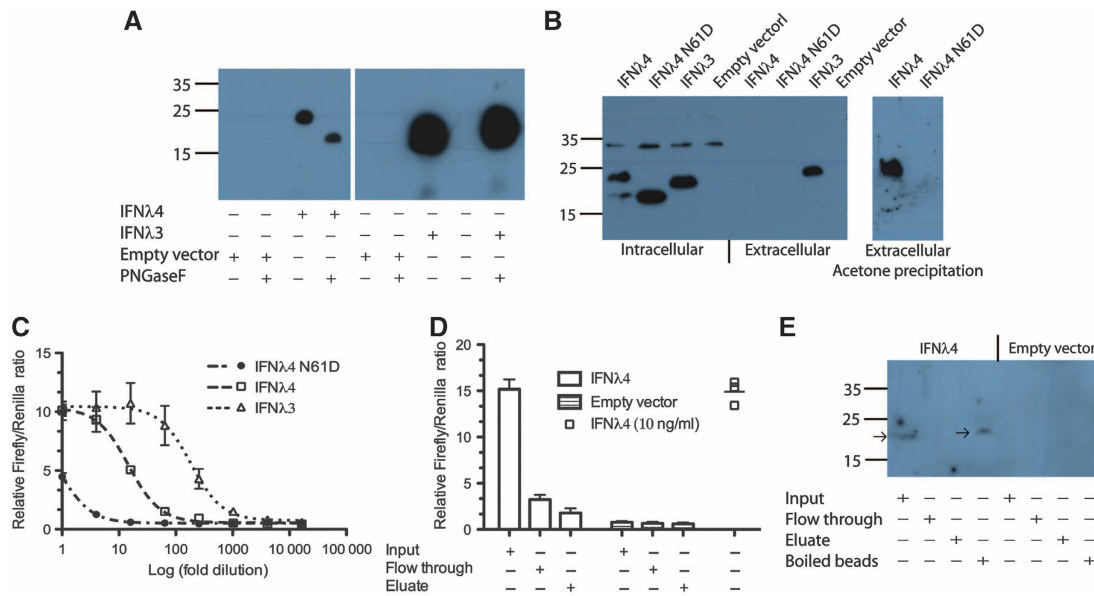 A
35
25
15
IFNλ4 – – + + – – – – –
IFNλ3 – – – – – – + – +
Empty vector + + – – + + – – –
PNGaseF – + – + – + – – +
B
IFNλ4
IFNλ4 N61D
IFNλ3
Empty vectorl
IFNλ4
IFNλ4 N61D
IFNλ3
Empty vector
IFNλ4
IFNλ4 N61D
35
25
15
Intracellular
Extracellular
Extracellular
Acetone precipitation
C
Relative Firefly/Renilla ratio
15
10
5
0
1 10 100 1000 10 000 100 000
Log (fold dilution)
IFNλ4 N61D
IFNλ4
IFNλ3
D
Relative Firefly/Renilla ratio
20
15
10
5
0
IFNλ4
Empty vector
IFNλ4 (10 ng/ml)
Input + – – + – – –
Flow through – + – – + – –
Eluate – – + – – + –
E
IFNλ4
Empty vector
35
25
15
Input + – – – + – – –
Flow through – + – – – + – –
Eluate – – + – – – + –
Boiled beads – – – + – – – +